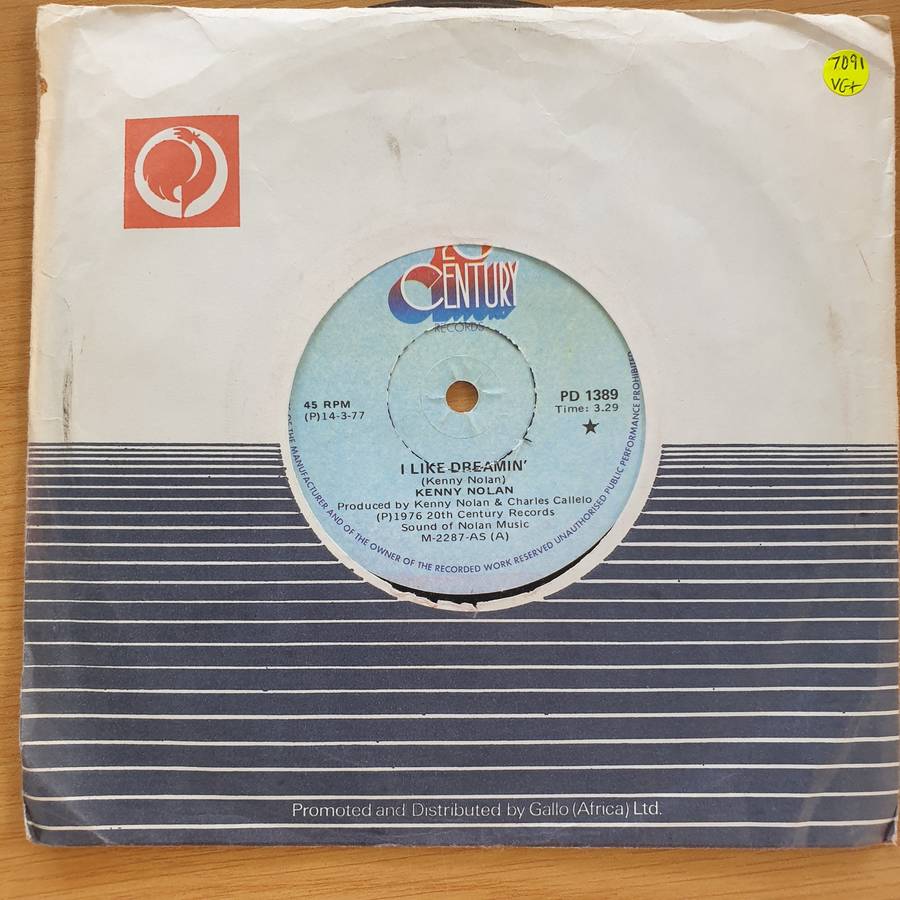 7091
VG+
CENTURY
RECORDS
45 RPM
(P)14-3-77
PD 1389
Time: 3.29
I LIKE DREAMIN'
(Kenny Nolan)
KENNY NOLAN
Produced by Kenny Nolan & Charles Callelo
(P)1976 20th Century Records
Sound of Nolan Music
M-2287-AS (A)
OF THE MANUFACTURER AND OF THE OWNER OF THE RECORDED WORK RESERVED UNAUTHORISED PUBLIC PERFORMANCE PROHIBITED
Promoted and Distributed by Gallo (Africa) Ltd.